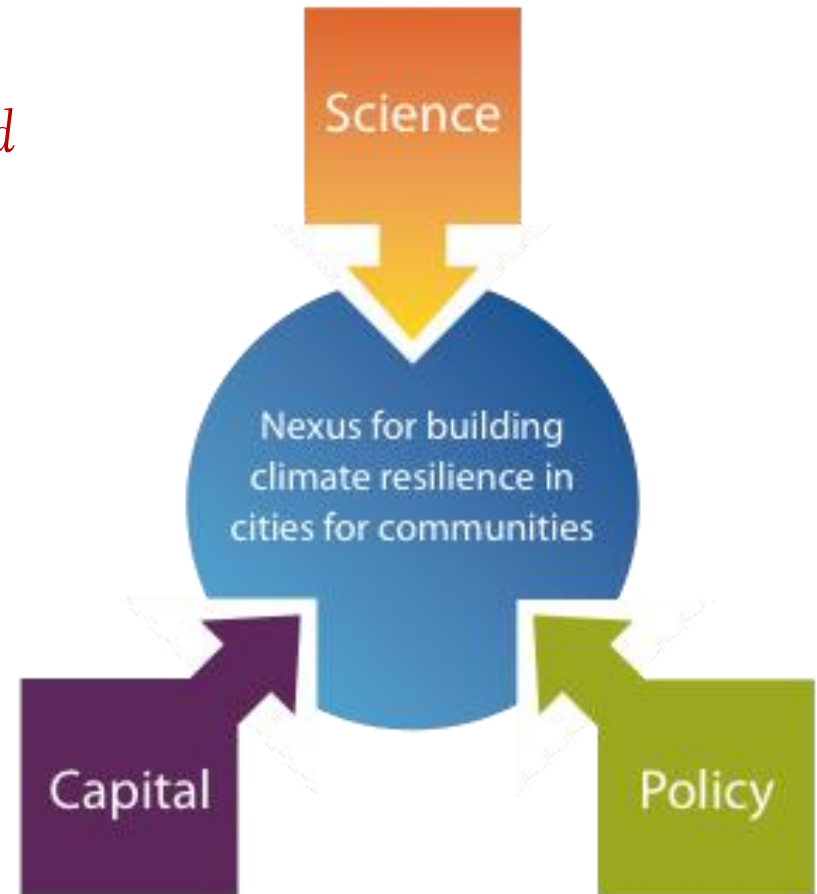 Science
Nexus for building
climate resilience in
cities for communities
Capital
Policy